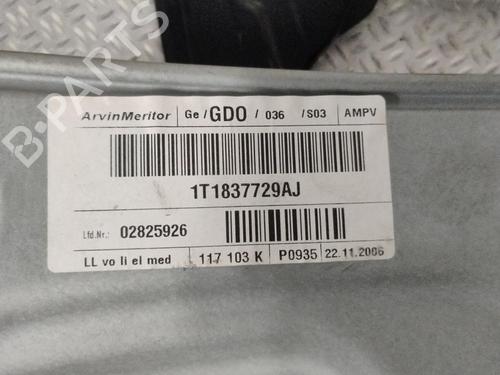 B-PARTS
ArvinMeritor Ge/GDO/ 036 /S03 AMPV
1T1837729AJ
Lfd.Nr.: 02825926
LL vo li el med 117 103 K P0935 22.11.2006